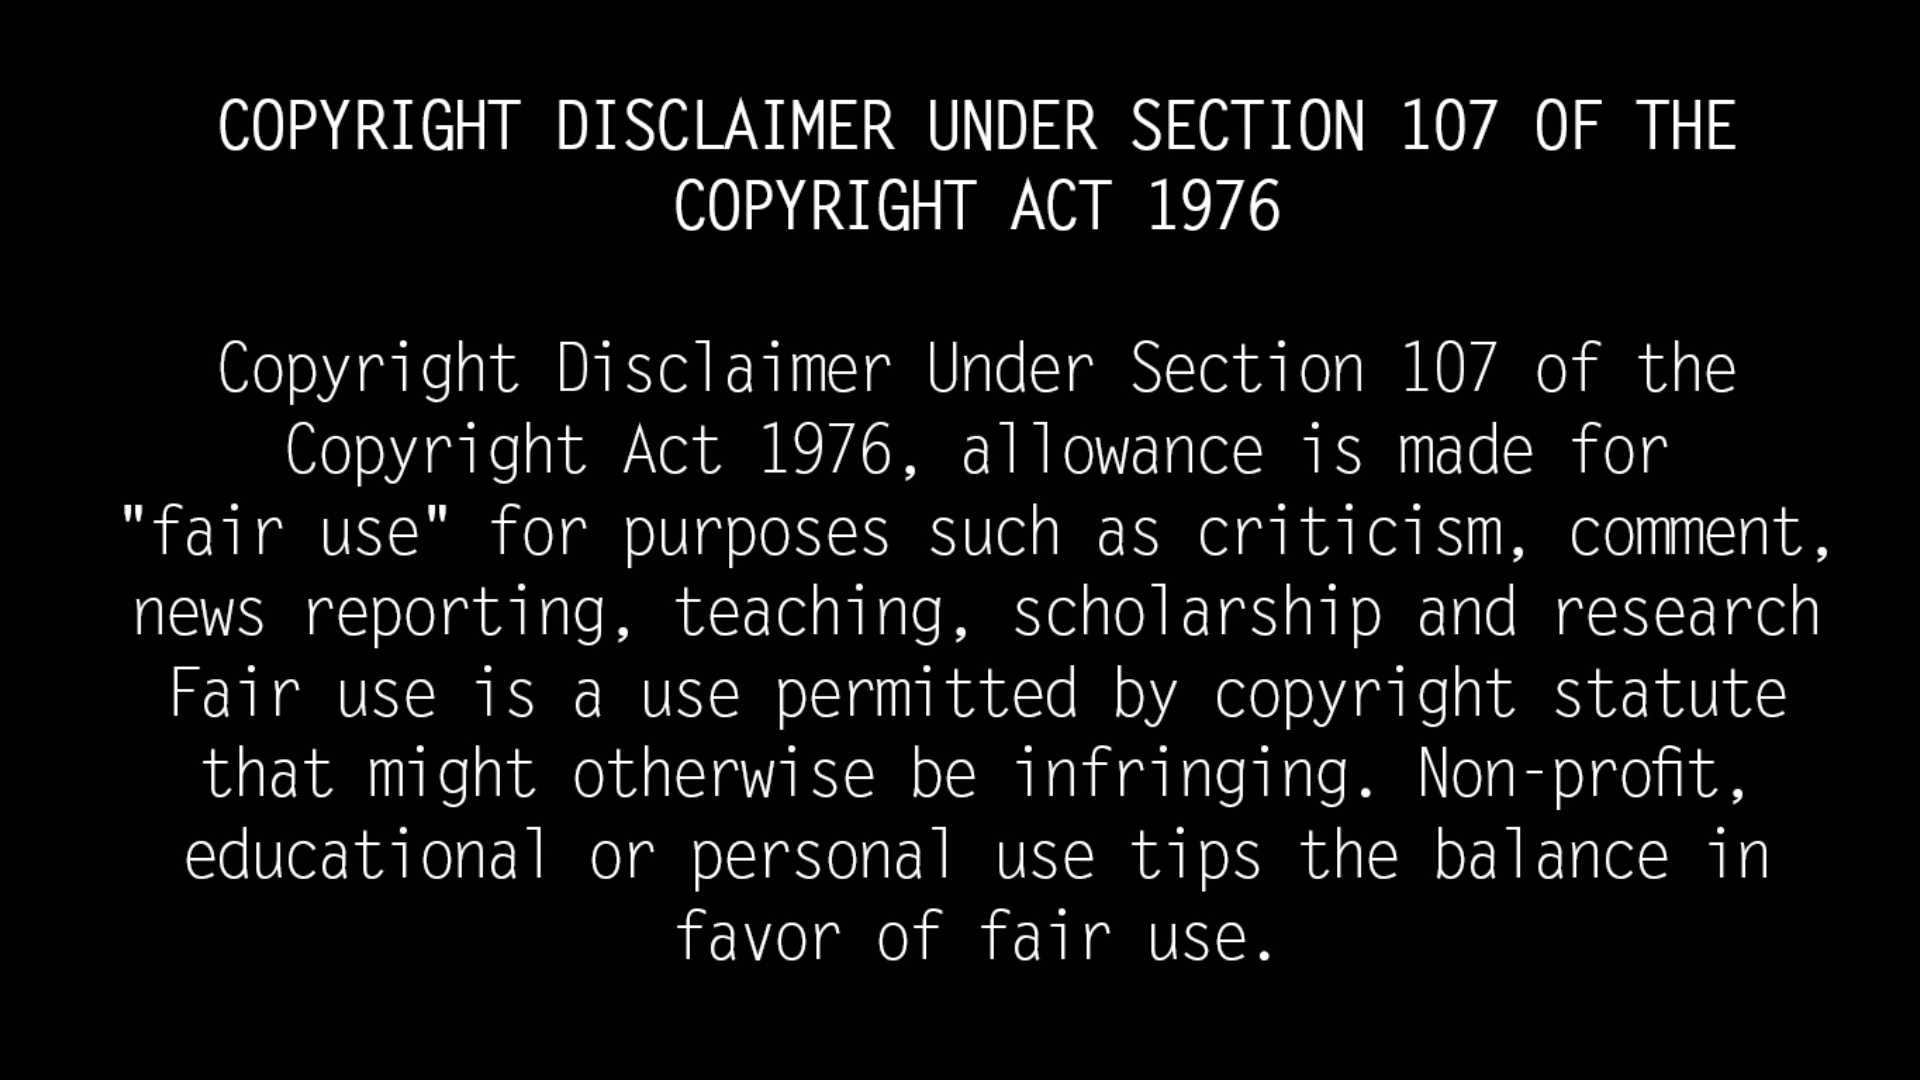 COPYRIGHT DISCLAIMER UNDER SECTION 107 OF THE
COPYRIGHT ACT 1976
Copyright Disclaimer Under Section 107 of the
Copyright Act 1976, allowance is made for
"fair use" for purposes such as criticism, comment,
news reporting, teaching, scholarship and research
Fair use is a use permitted by copyright statute
that might otherwise be infringing. Non-profit,
educational or personal use tips the balance in
favor of fair use.